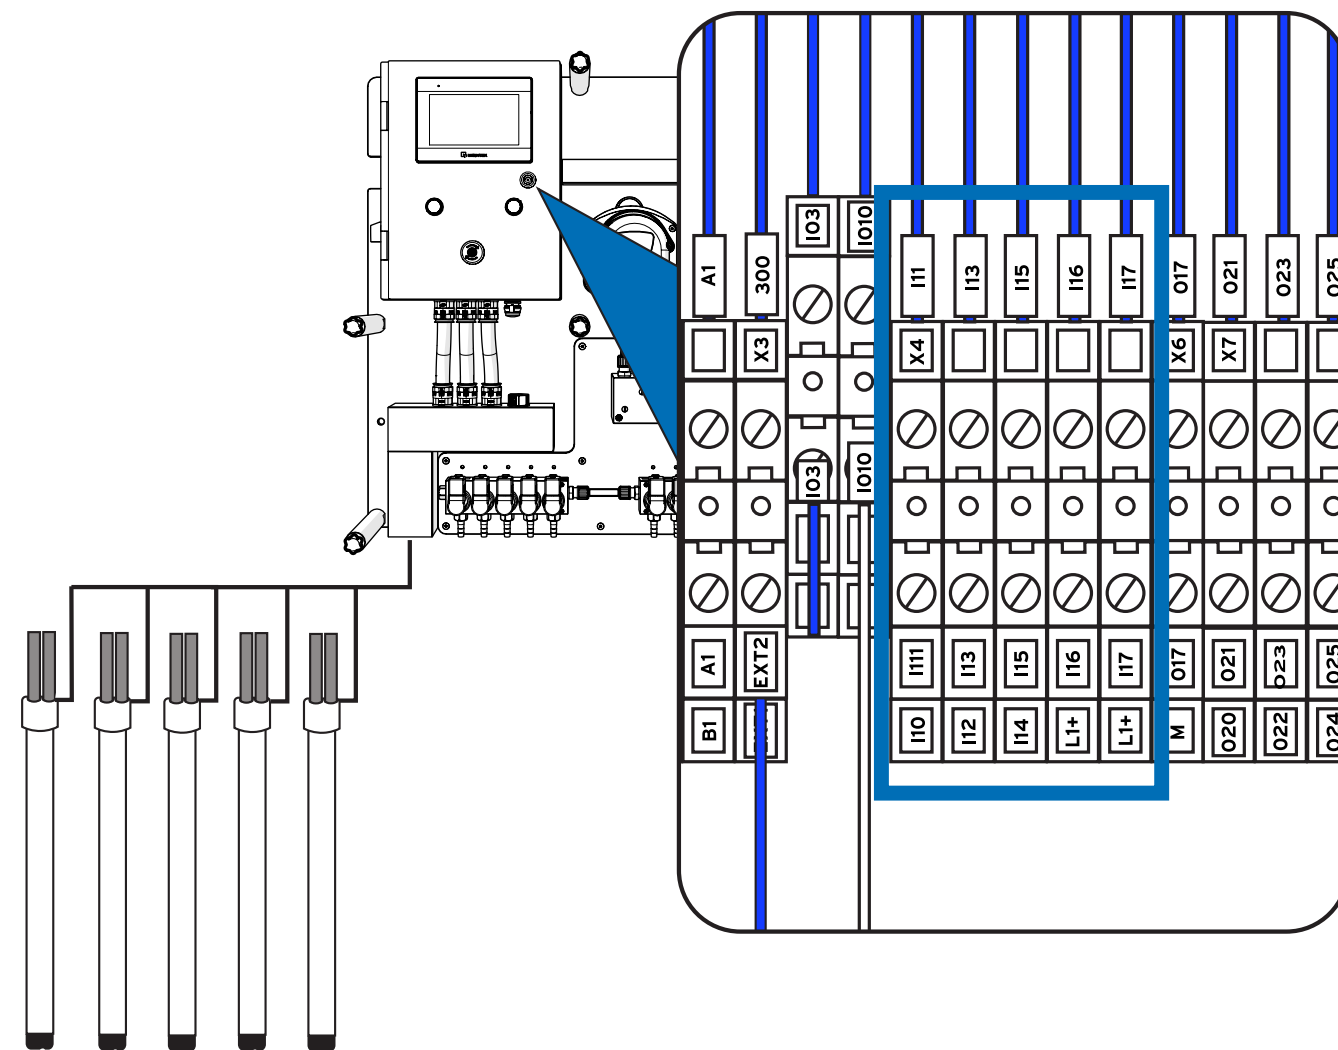 IO3 IO10
A1 300 I11 I13 I15 I16 I17 O17 O21 O23 O25
X3 X4 X6 X7
IO3 IO10
A1 EXT2 I111 I13 I15 I16 I17 O17 O21 O23 O25
B1 I10 I12 I14 L1+ L1+ M O20 O22 O24